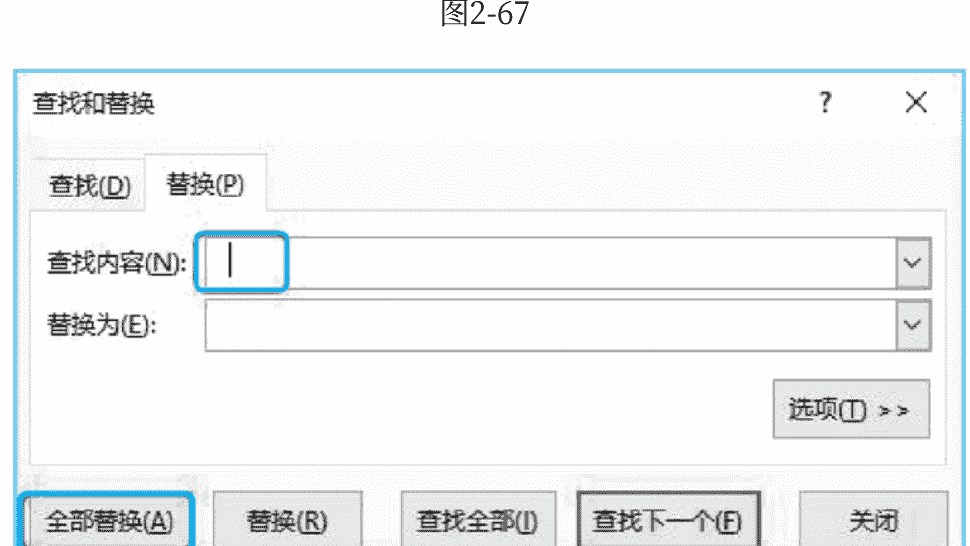 图2-67
查找和替换 ? ×
查找(D) 替换(P)
查找内容(N):
替换为(E):
选项(T) >>
全部替换(A) 替换(R) 查找全部(I) 查找下一个(F) 关闭